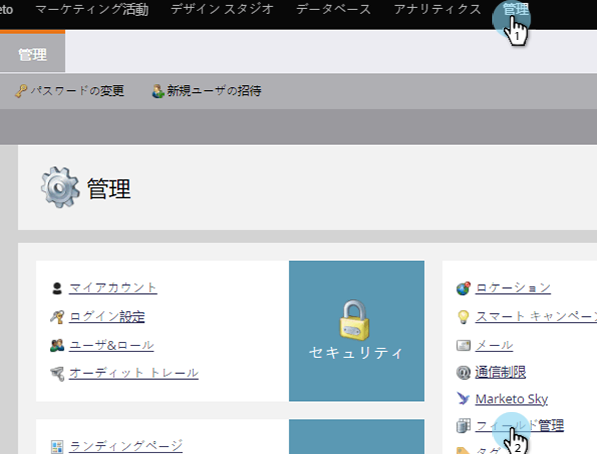 eto マーケティング活動 デザイン スタジオ データベース アナリティクス 管理
1
管理
パスワードの変更 新規ユーザの招待
管理
マイアカウント
ログイン設定
ユーザ&ロール
オーディット トレール
セキュリティ
ランディングページ
ロケーション
スマート キャンペーン
メール
通信制限
Marketo Sky
フィールド管理
2
タグ